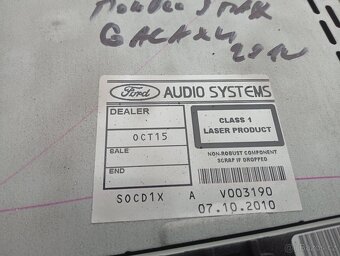 Mondeo S MAX
GALAXY
Ford AUDIO SYSTEMS
DEALER
OCT15
SALE
END
CLASS 1
LASER PRODUCT
NON-ROBUST COMPONENT
SCRAP IF DROPPED
SOCD1X A V003190
07.10.2010